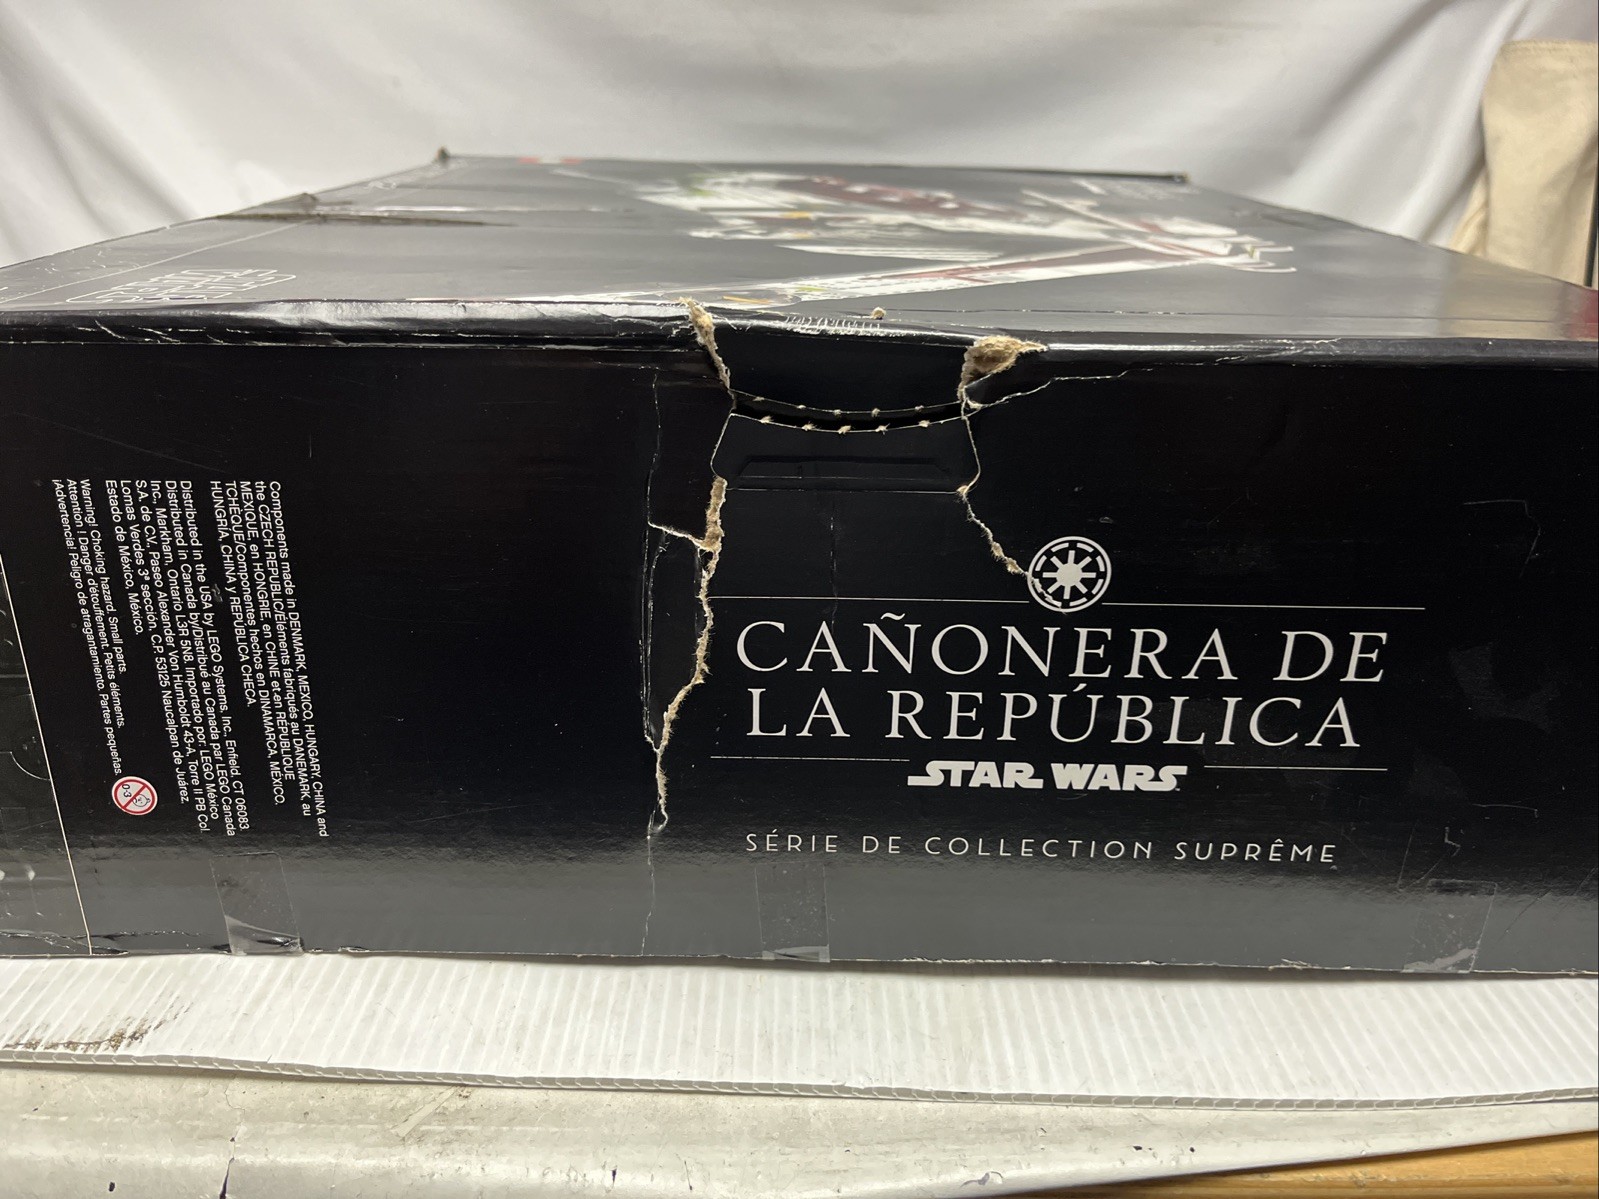 CAÑONERA DE
LA REPÚBLICA
STAR WARS
SÉRIE DE COLLECTION SUPRÊME
Components made in DENMARK, MEXICO, HUNGARY, CHINA and
the CZECH REPUBLIC/Éléments fabriqués au DANEMARK, au
MEXIQUE, en HONGRIE, en CHINE et en RÉPUBLIQUE
TCHÈQUE/Componentes hechos en DINAMARCA, MÉXICO,
HUNGRÍA, CHINA y REPÚBLICA CHECA.
Distributed in the USA by LEGO Systems, Inc., Enfield, CT 06083.
Distributed in Canada by/Distribué au Canada par LEGO Canada
Inc., Markham, Ontario L3R 5N8. Importado por: LEGO México
S.A. de C.V., Paseo Alexander Von Humboldt 43-A, Torre II PB Col.
Lomas Verdes 3ª sección, C.P. 53125 Naucalpan de Juárez,
Estado de México, México.
Warning! Choking hazard. Small parts.
Attention ! Danger d'étouffement. Petits éléments.
¡Advertencia! Peligro de atragantamiento. Partes pequeñas.
0-3